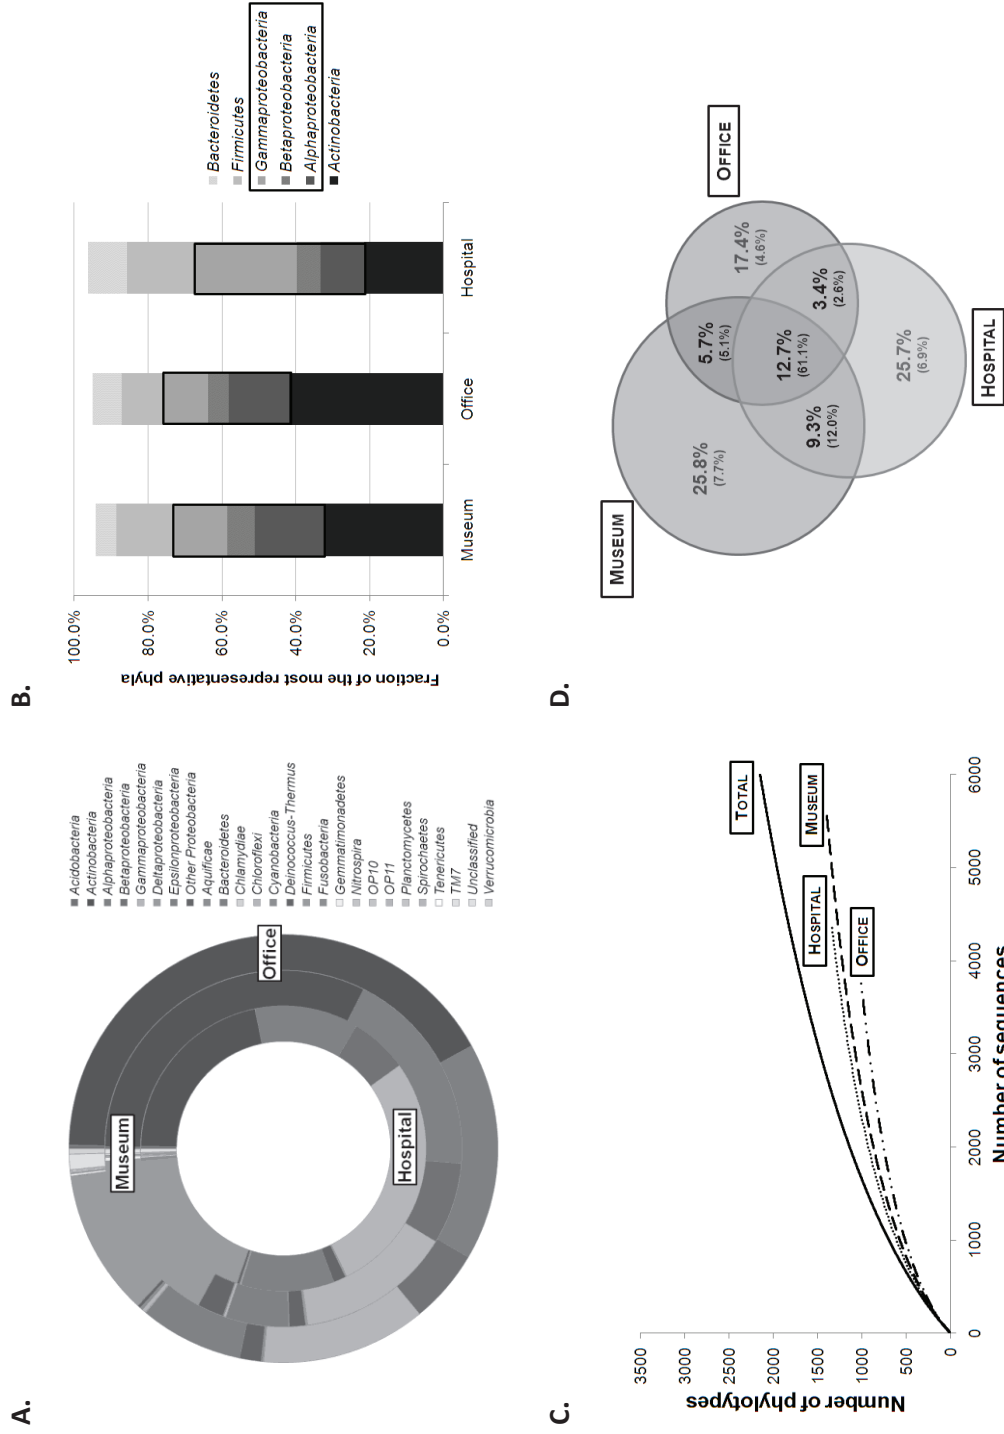 A.
Museum
Office
Hospital
Acidobacteria
Actinobacteria
Alphaproteobacteria
Betaproteobacteria
Gammaproteobacteria
Deltaproteobacteria
Epsilonproteobacteria
Other Proteobacteria
Aquificae
Bacteroidetes
Chlamydiae
Chloroflexi
Cyanobacteria
Deinococcus-Thermus
Firmicutes
Fusobacteria
Gemmatimonadetes
Nitrospira
OP10
OP11
Planctomycetes
Spirochaetes
Tenericutes
TM7
Unclassified
Verrucomicrobia
B.
Fraction of the most representative phyla
100.0%
80.0%
60.0%
40.0%
20.0%
0.0%
Museum
Office
Hospital
Bacteroidetes
Firmicutes
Gammaproteobacteria
Betaproteobacteria
Alphaproteobacteria
Actinobacteria
C.
Number of phylotypes
3500
3000
2500
2000
1500
1000
500
0
0
1000
2000
3000
4000
5000
6000
Number of sequences
TOTAL
MUSEUM
HOSPITAL
OFFICE
D.
MUSEUM
OFFICE
HOSPITAL
25.8%
(7.7%)
5.7%
(5.1%)
17.4%
(4.6%)
12.7%
(61.1%)
9.3%
(12.0%)
3.4%
(2.6%)
25.7%
(6.9%)